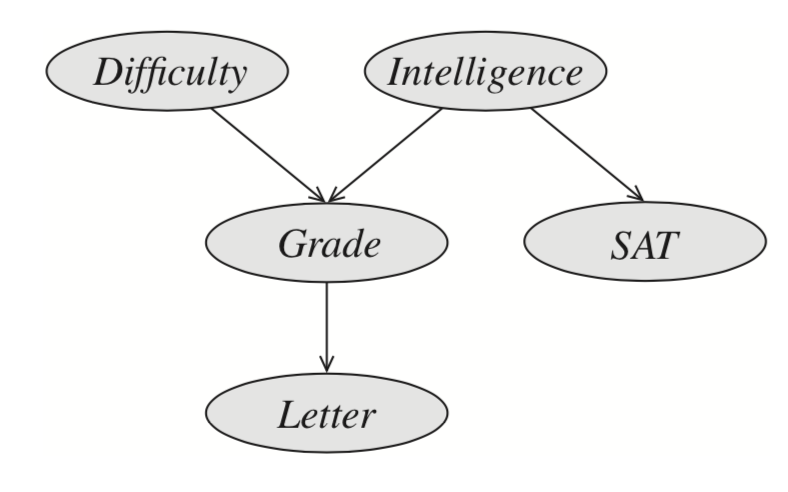 Difficulty
Intelligence
Grade
SAT
Letter